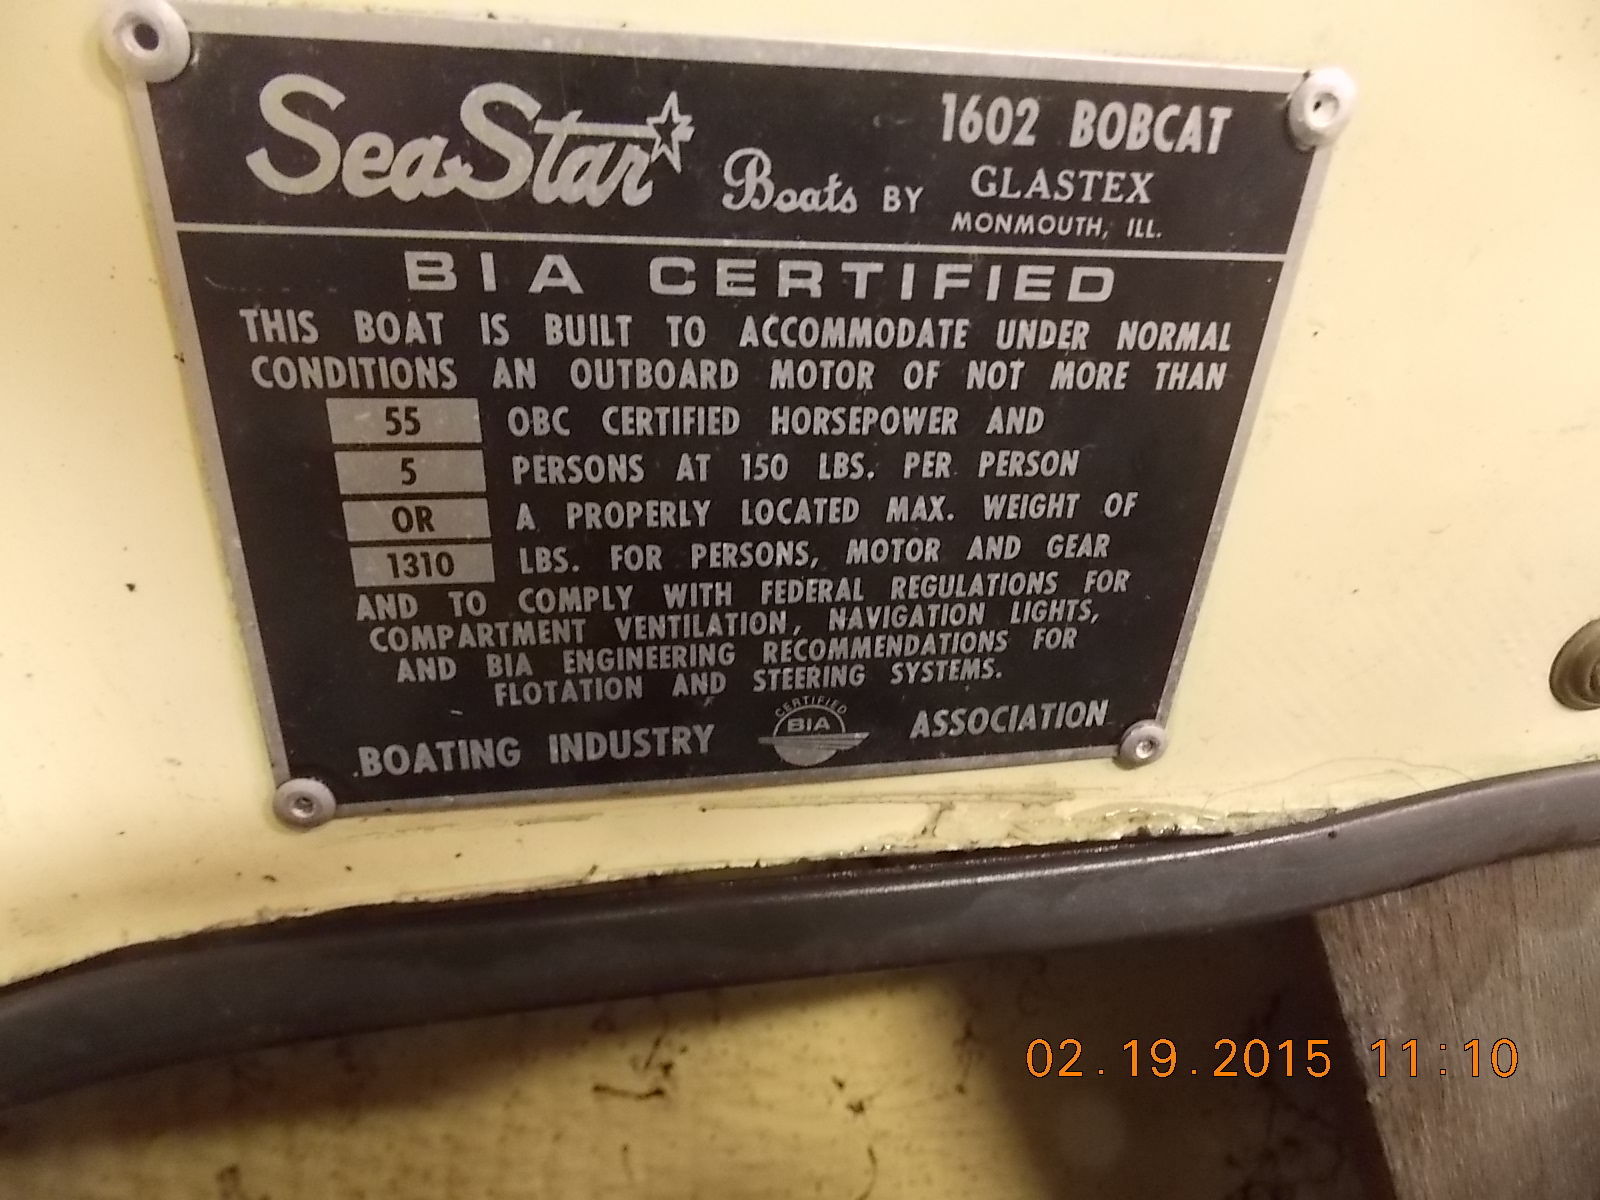 SeaStar Boats BY
1602 BOBCAT
GLASTEX
MONMOUTH, ILL.
BIA CERTIFIED
THIS BOAT IS BUILT TO ACCOMMODATE UNDER NORMAL
CONDITIONS AN OUTBOARD MOTOR OF NOT MORE THAN
55 OBC CERTIFIED HORSEPOWER AND
5 PERSONS AT 150 LBS. PER PERSON
OR A PROPERLY LOCATED MAX. WEIGHT OF
1310 LBS. FOR PERSONS, MOTOR AND GEAR
AND TO COMPLY WITH FEDERAL REGULATIONS FOR
COMPARTMENT VENTILATION, NAVIGATION LIGHTS,
AND BIA ENGINEERING RECOMMENDATIONS FOR
FLOTATION AND STEERING SYSTEMS.
BOATING INDUSTRY CERTIFIED BIA ASSOCIATION
02.19.2015 11:10